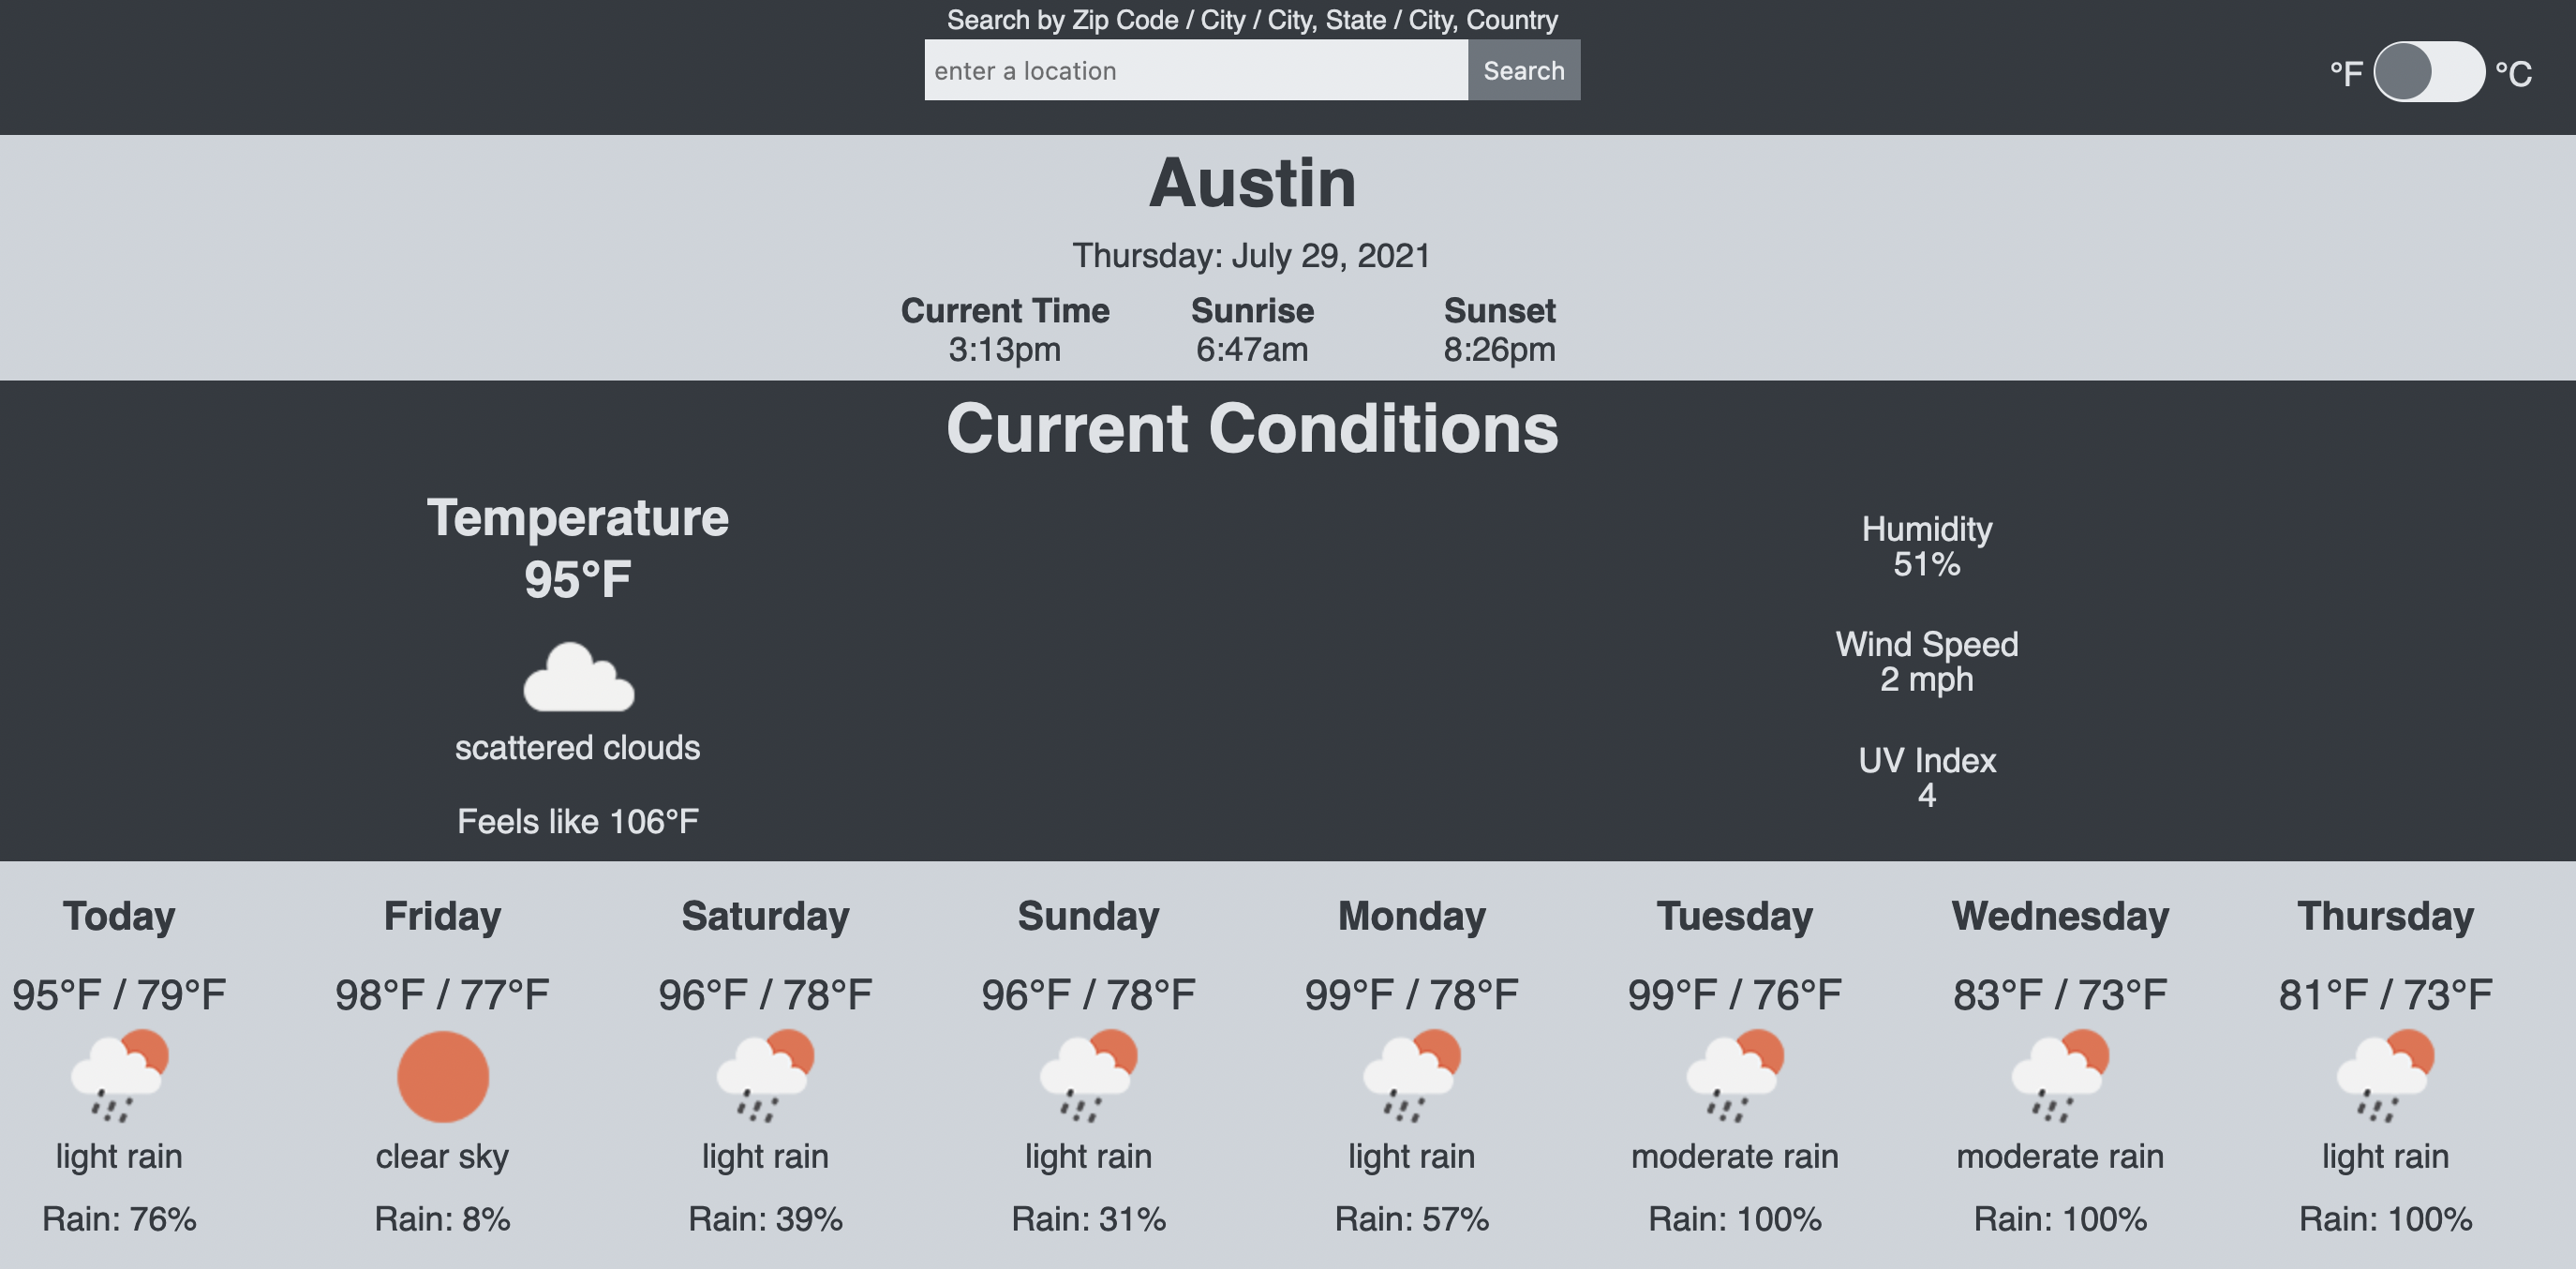 Search by Zip Code / City / City, State / City, Country
enter a location
Search
°F °C
Austin
Thursday: July 29, 2021
Current Time Sunrise Sunset
3:13pm 6:47am 8:26pm
Current Conditions
Temperature
95°F
scattered clouds
Feels like 106°F
Humidity
51%
Wind Speed
2 mph
UV Index
4
Today Friday Saturday Sunday Monday Tuesday Wednesday Thursday
95°F / 79°F 98°F / 77°F 96°F / 78°F 96°F / 78°F 99°F / 78°F 99°F / 76°F 83°F / 73°F 81°F / 73°F
light rain clear sky light rain light rain light rain moderate rain moderate rain light rain
Rain: 76% Rain: 8% Rain: 39% Rain: 31% Rain: 57% Rain: 100% Rain: 100% Rain: 100%